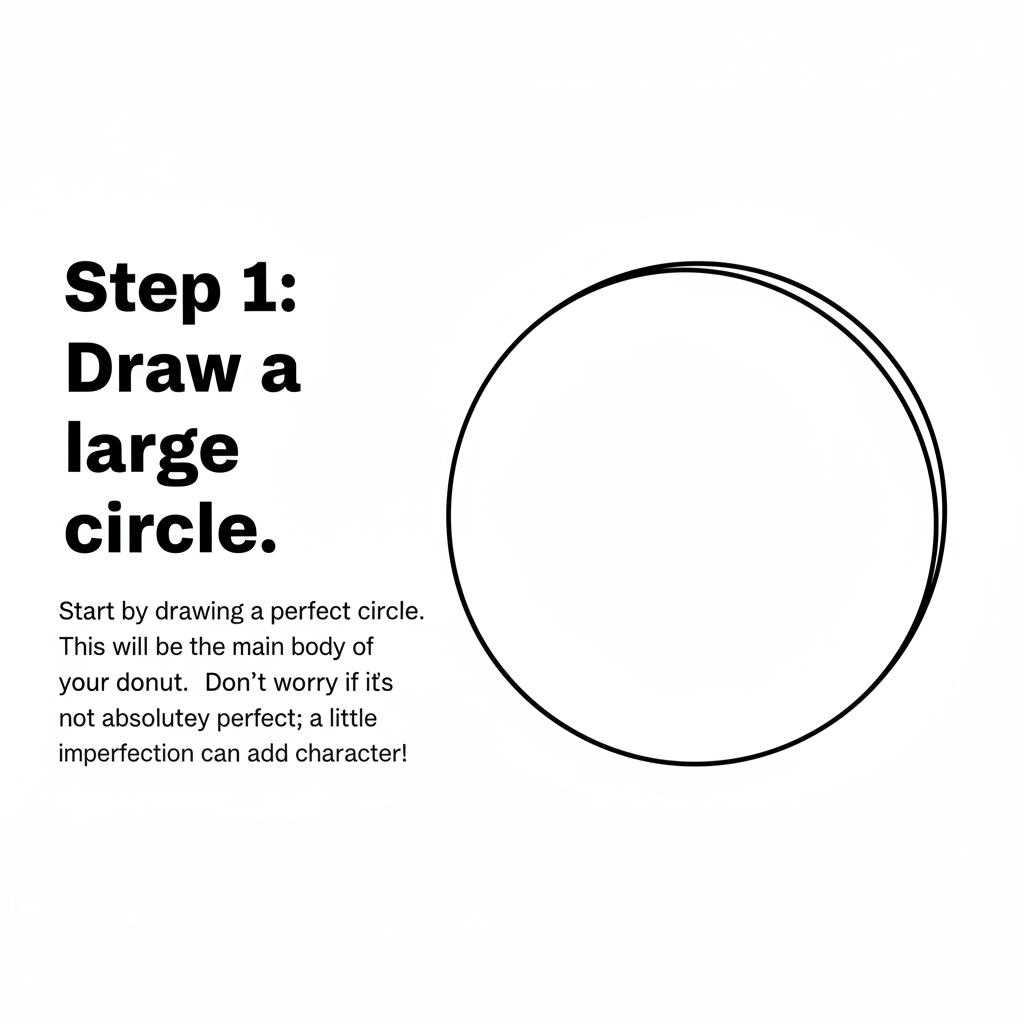 Step 1:
Draw a
large
circle.
Start by drawing a perfect circle.
This will be the main body of
your donut.  Don’t worry if it's
not absolutey perfect; a little
imperfection can add character!